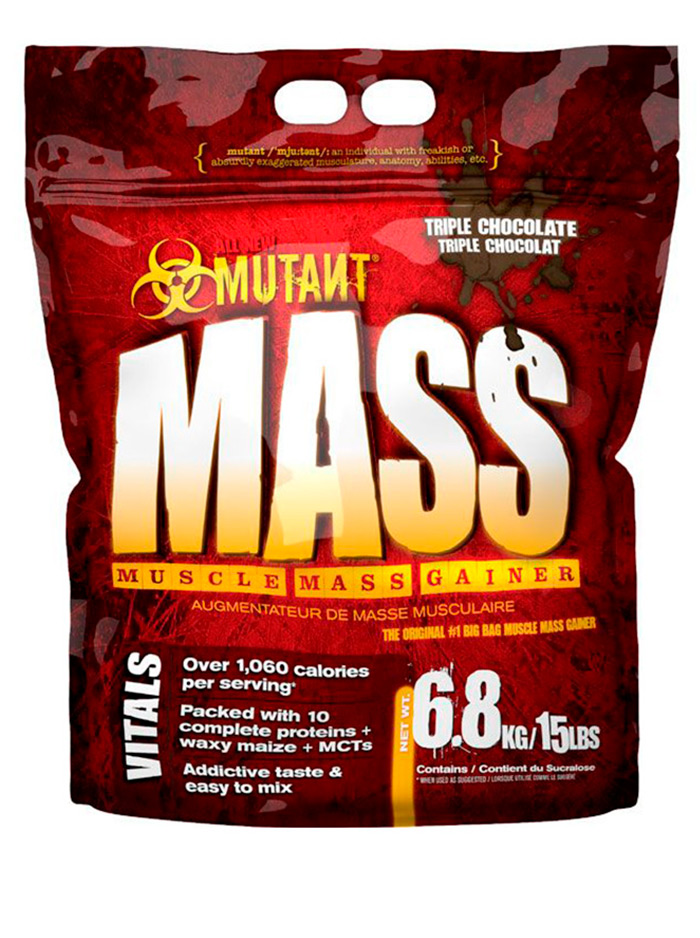 { mutant /'mju:tənt/: an individual with freakish or
absurdly exaggerated musculature, anatomy, abilities, etc. }
TRIPLE CHOCOLATE
TRIPLE CHOCOLAT
ALL NEW
MUTANT®
MASS
MUSCLE MASS GAINER
AUGMENTATEUR DE MASSE MUSCULAIRE
THE ORIGINAL #1 BIG BAG MUSCLE MASS GAINER
VITALS
Over 1,060 calories
per serving*
Packed with 10
complete proteins +
waxy maize + MCTs
Addictive taste &
easy to mix
NET WT.
6.8KG/15LBS
Contains / Contient du Sucralose
* WHEN USED AS SUGGESTED / LORSQUE UTILISÉ COMME LE SUGGÉRÉ